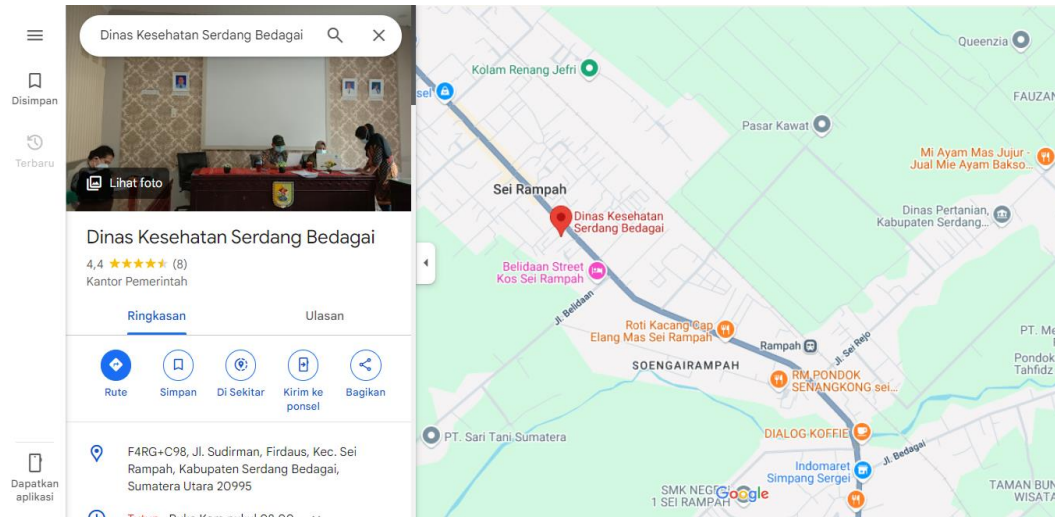 Dinas Kesehatan Serdang Bedagai
Disimpan
Terbaru
Lihat foto
Dinas Kesehatan Serdang Bedagai
4,4
(8)
Kantor Pemerintah
Ringkasan
Ulasan
Rute
Simpan
Di Sekitar
Kirim ke
ponsel
Bagikan
F4RG+C98, Jl. Sudirman, Firdaus, Kec. Sei
Rampah, Kabupaten Serdang Bedagai,
Sumatera Utara 20995
Dapatkan
aplikasi
Queenzia
Kolam Renang Jefri
sel
FAUZAN
Pasar Kawat
Mi Ayam Mas Jujur -
Jual Mie Ayam Bakso...
Sei Rampah
Dinas Kesehatan
Serdang Bedagai
Dinas Pertanian,
Kabupaten Serdang...
Belidaan Street
Kos Sei Rampah
Jl. Belidaan
Roti Kacang Cap
Elang Mas Sei Rampah
Rampah
Jl. Sei Rejo
PT. Me
Pondok
Tahfidz
SOENGAIRAMPAH
RM PONDOK
SENANGKONG sei...
PT. Sari Tani Sumatera
DIALOG KOFFIE
Jl. Bedagai
Indomaret
Simpang Sergei
SMK NEGERI
1 SEI RAMPAH
Google
TAMAN BUN
WISATA